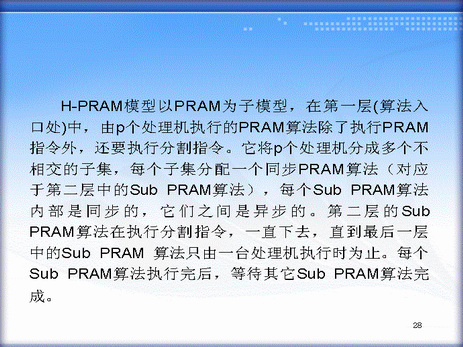 H-PRAM模型以PRAM为子模型，在第一层(算法入
口处)中，由p个处理机执行的PRAM算法除了执行PRAM
指令外，还要执行分割指令。它将p个处理机分成多个不
相交的子集，每个子集分配一个同步PRAM算法（对应
于第二层中的Sub PRAM算法），每个Sub PRAM算法
内部是同步的，它们之间是异步的。第二层的Sub
PRAM算法在执行分割指令，一直下去，直到最后一层
中的Sub PRAM 算法只由一台处理机执行时为止。每个
Sub PRAM算法执行完后，等待其它Sub PRAM算法完
成。
28